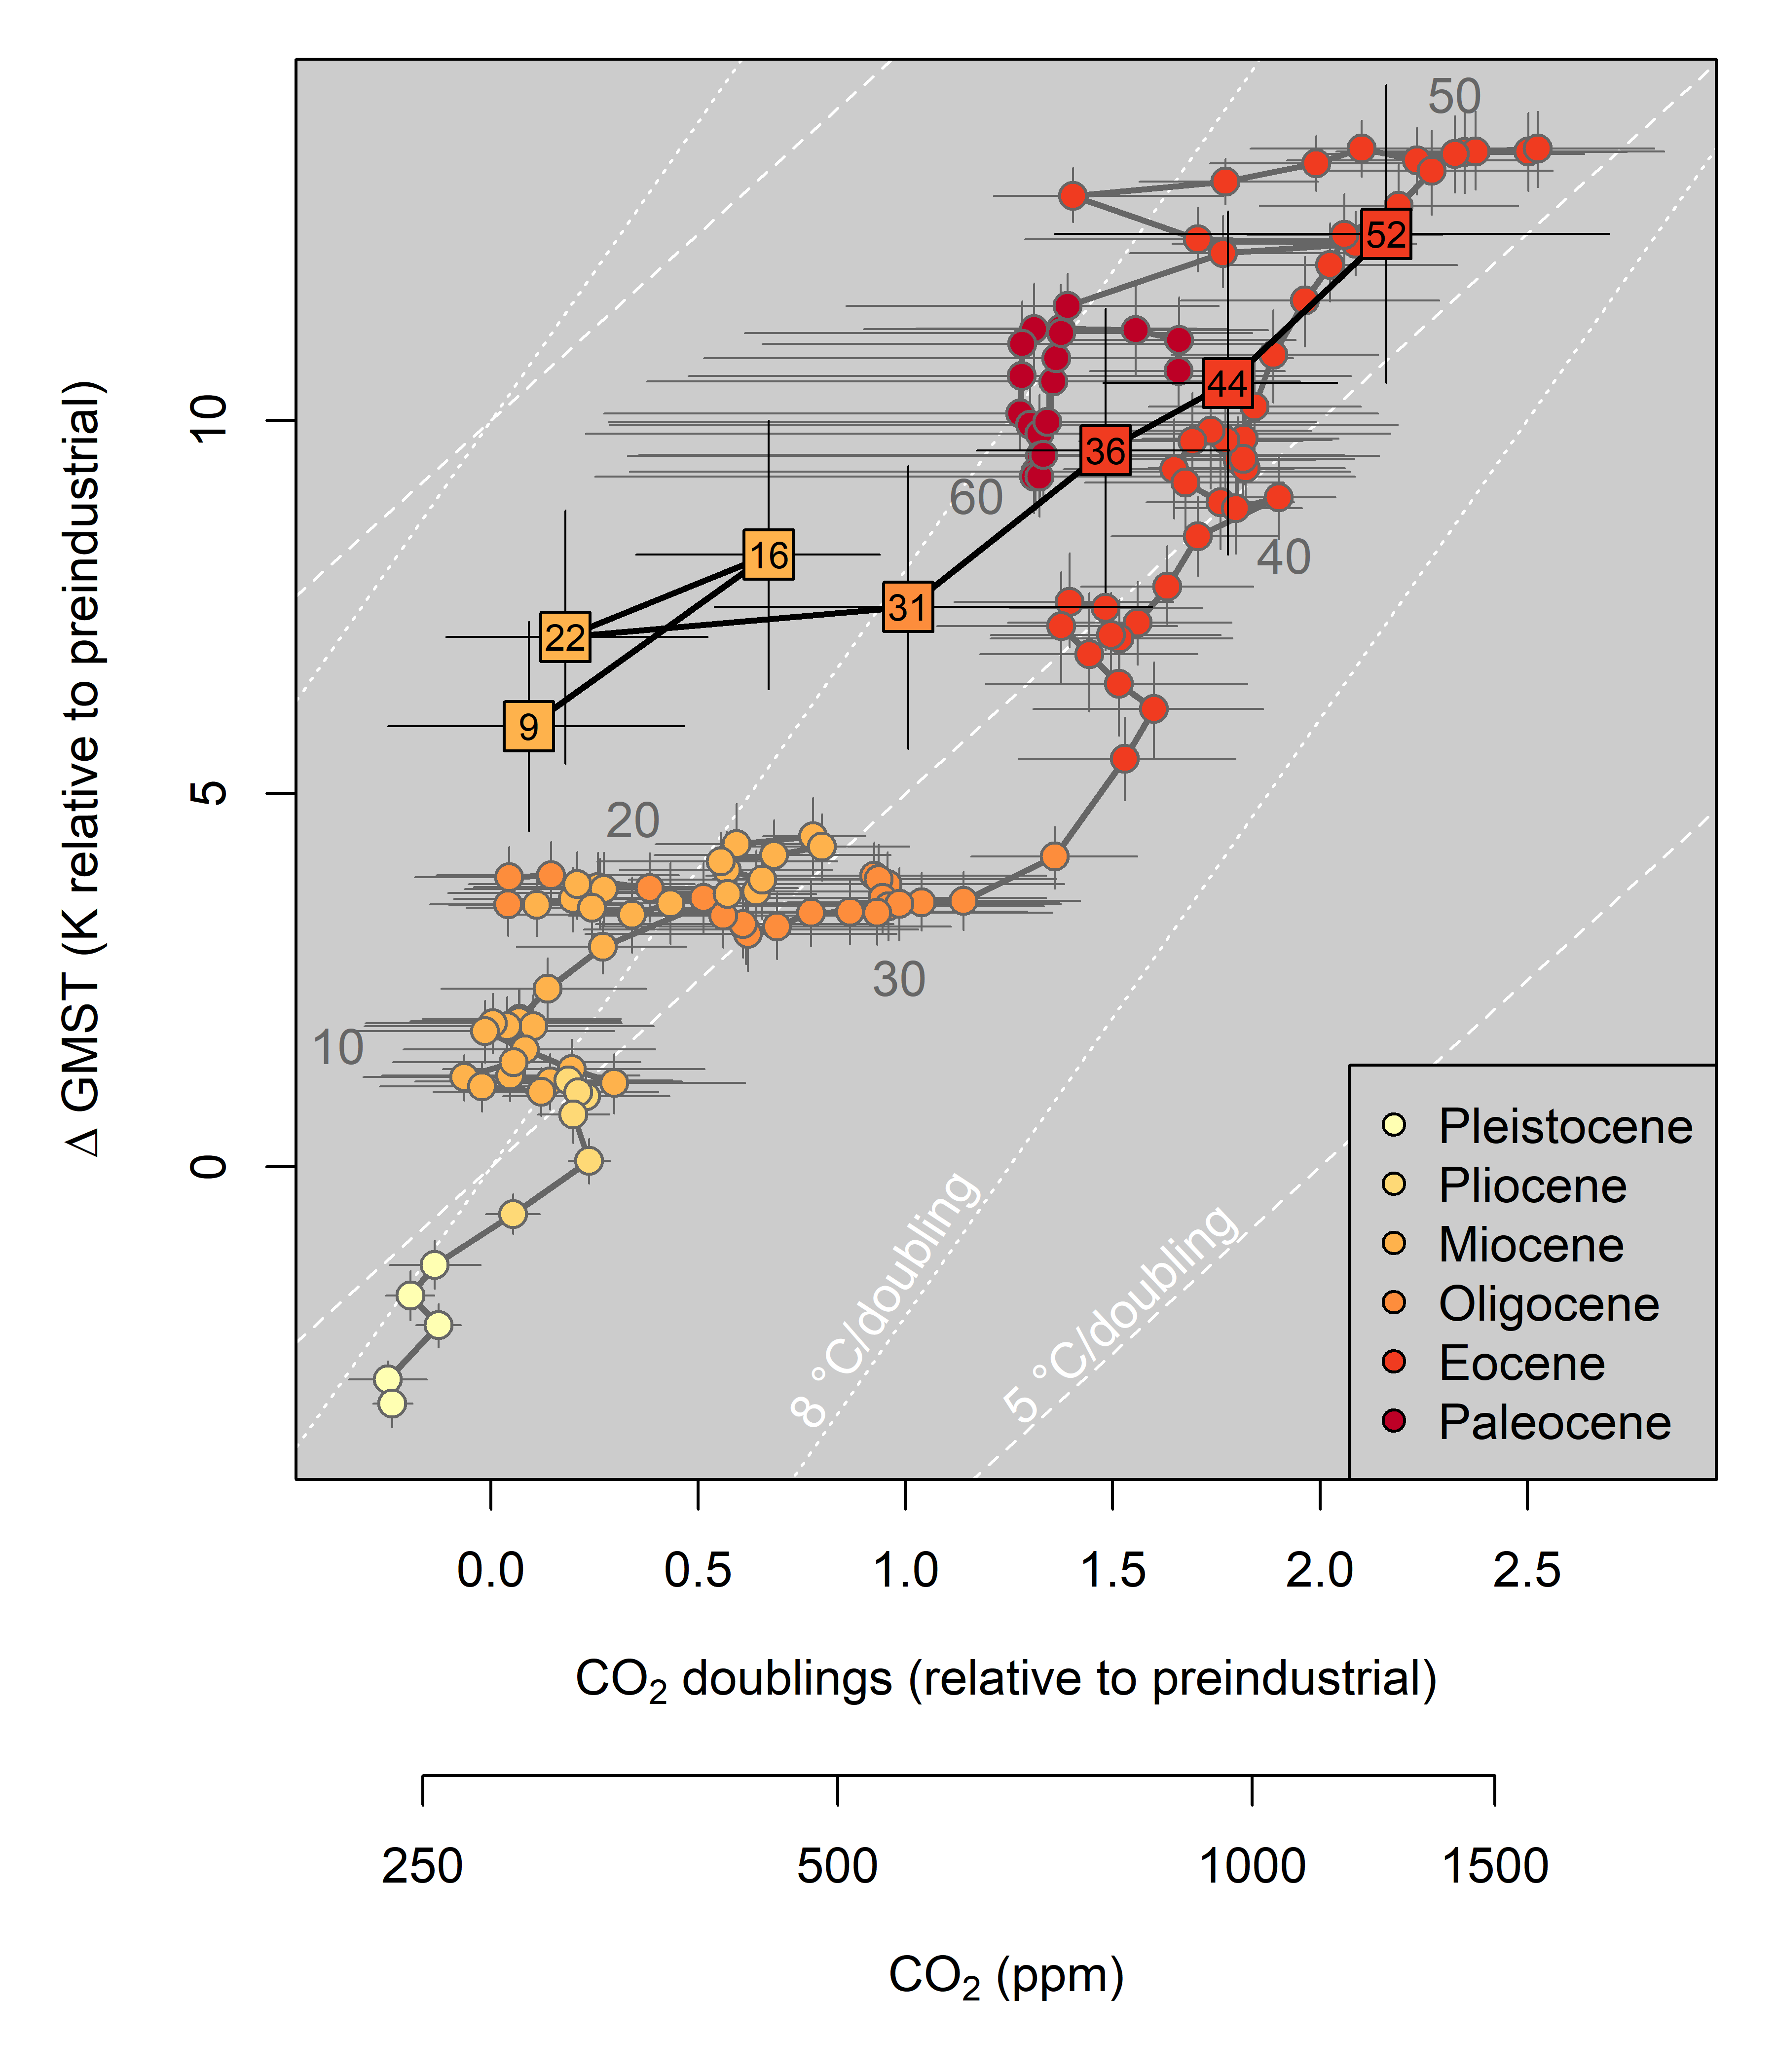 50
52
44
36
60
40
16
31
22
9
20
30
10
10
5
0
Δ GMST (K relative to preindustrial)
8 °C/doubling
5 °C/doubling
Pleistocene
Pliocene
Miocene
Oligocene
Eocene
Paleocene
0.0 0.5 1.0 1.5 2.0 2.5
CO₂ doublings (relative to preindustrial)
250 500 1000 1500
CO₂ (ppm)